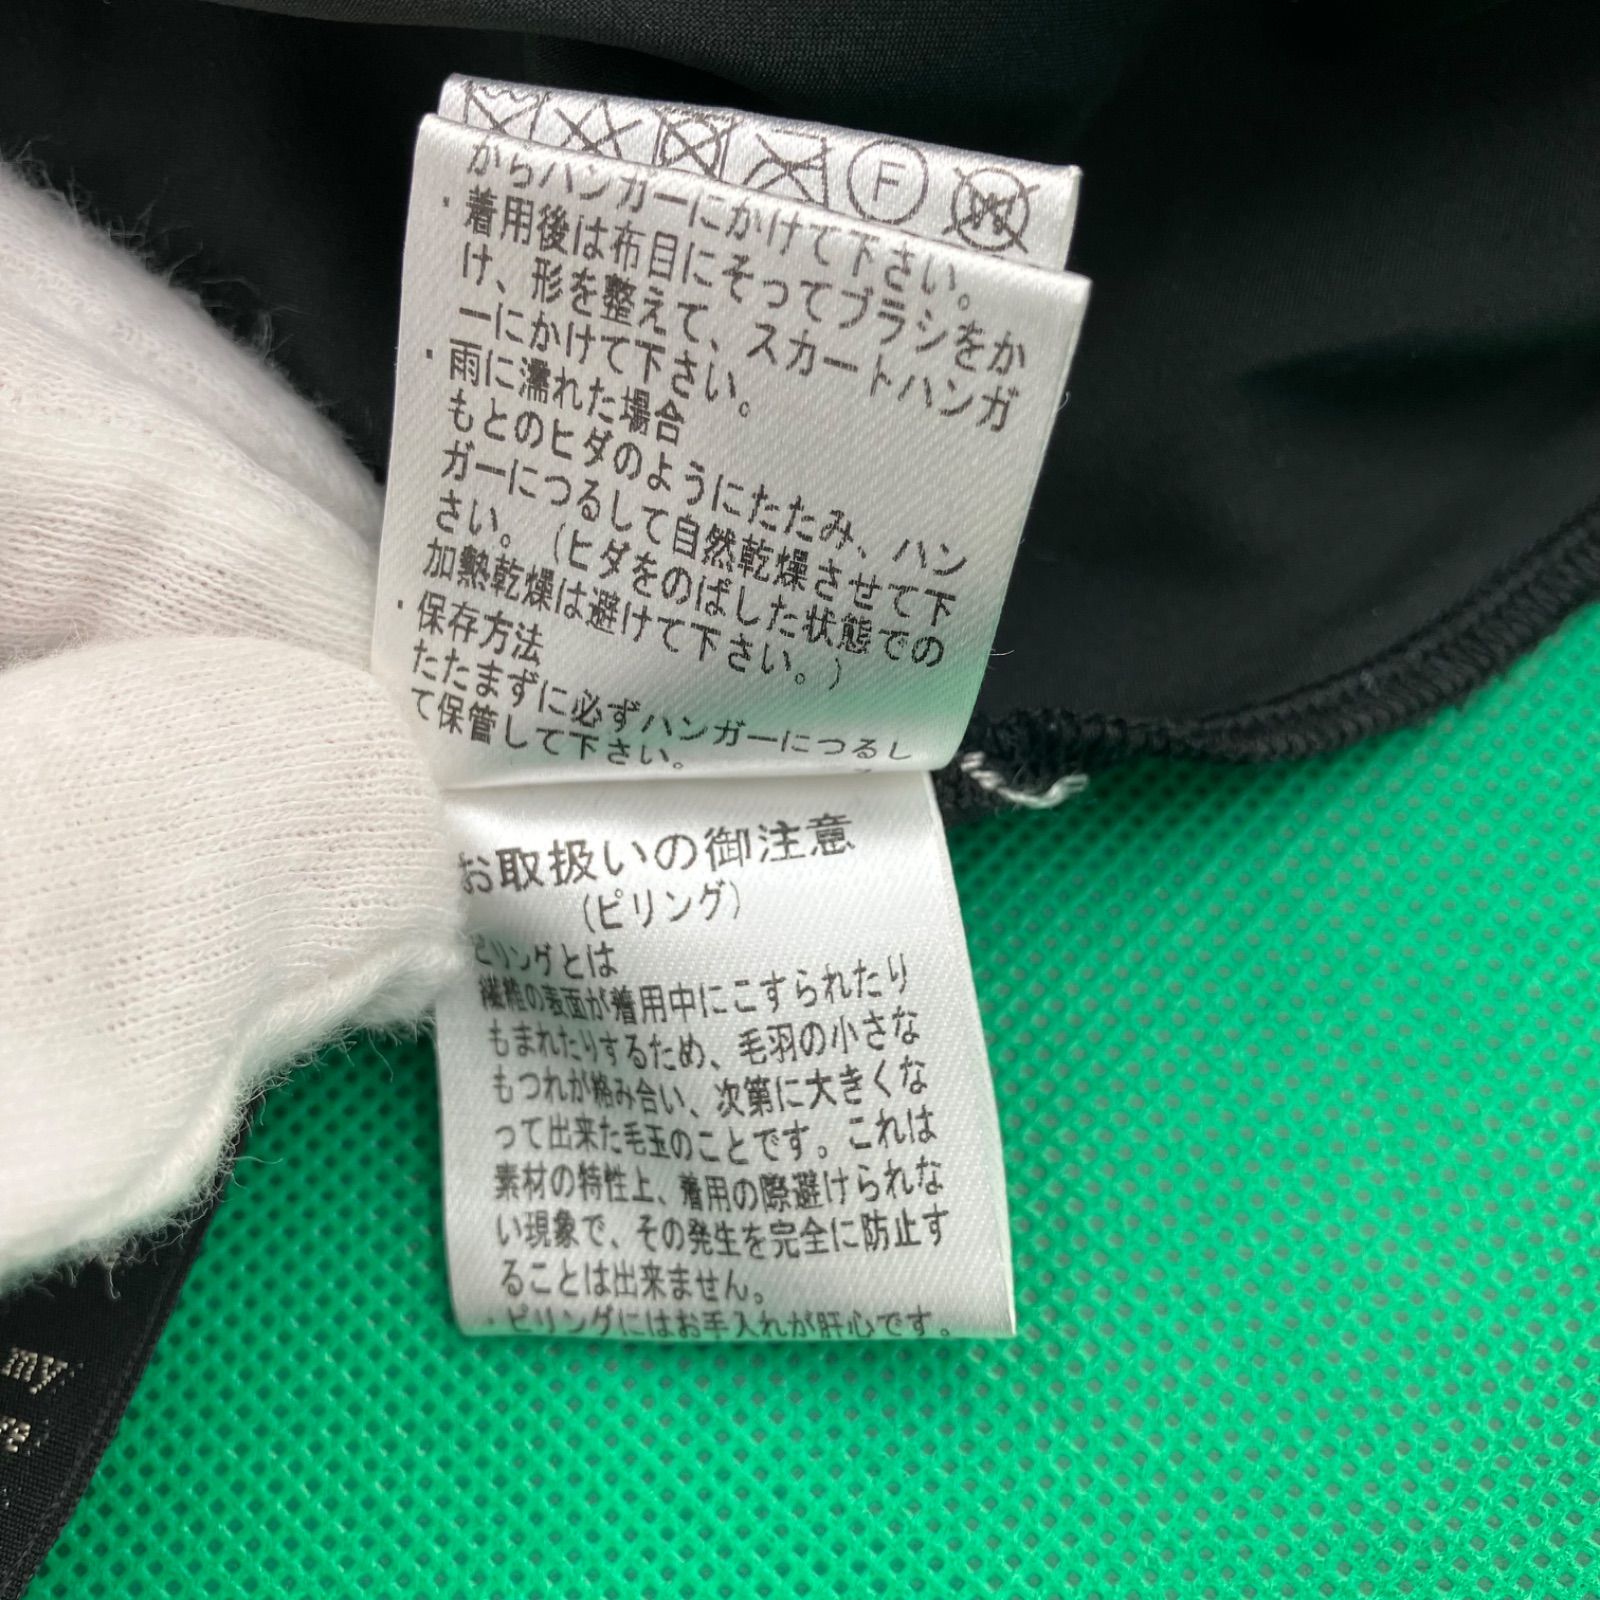 F
W
からハンガーにかけて下さい。
・着用後は布目にそってブラシをか
け、形を整えて、スカートハンガ
ーにかけて下さい。
・雨に濡れた場合
もとのヒダのようにたたみ、ハン
ガーにつるして自然乾燥させて下
さい。(ヒダをのばした状態での
加熱乾燥は避けて下さい。)
・保存方法
たたまずに必ずハンガーにつるし
て保管して下さい。
お取扱いの御注意
(ピリング)
ピリングとは
繊維の表面が着用中にこすられたり
もまれたりするため、毛羽の小さな
もつれが絡み合い、次第に大きくな
って出来た毛玉のことです。これは
素材の特性上、着用の際避けられな
い現象で、その発生を完全に防止す
ることは出来ません。
・ピリングにはお手入れが肝心です。
my